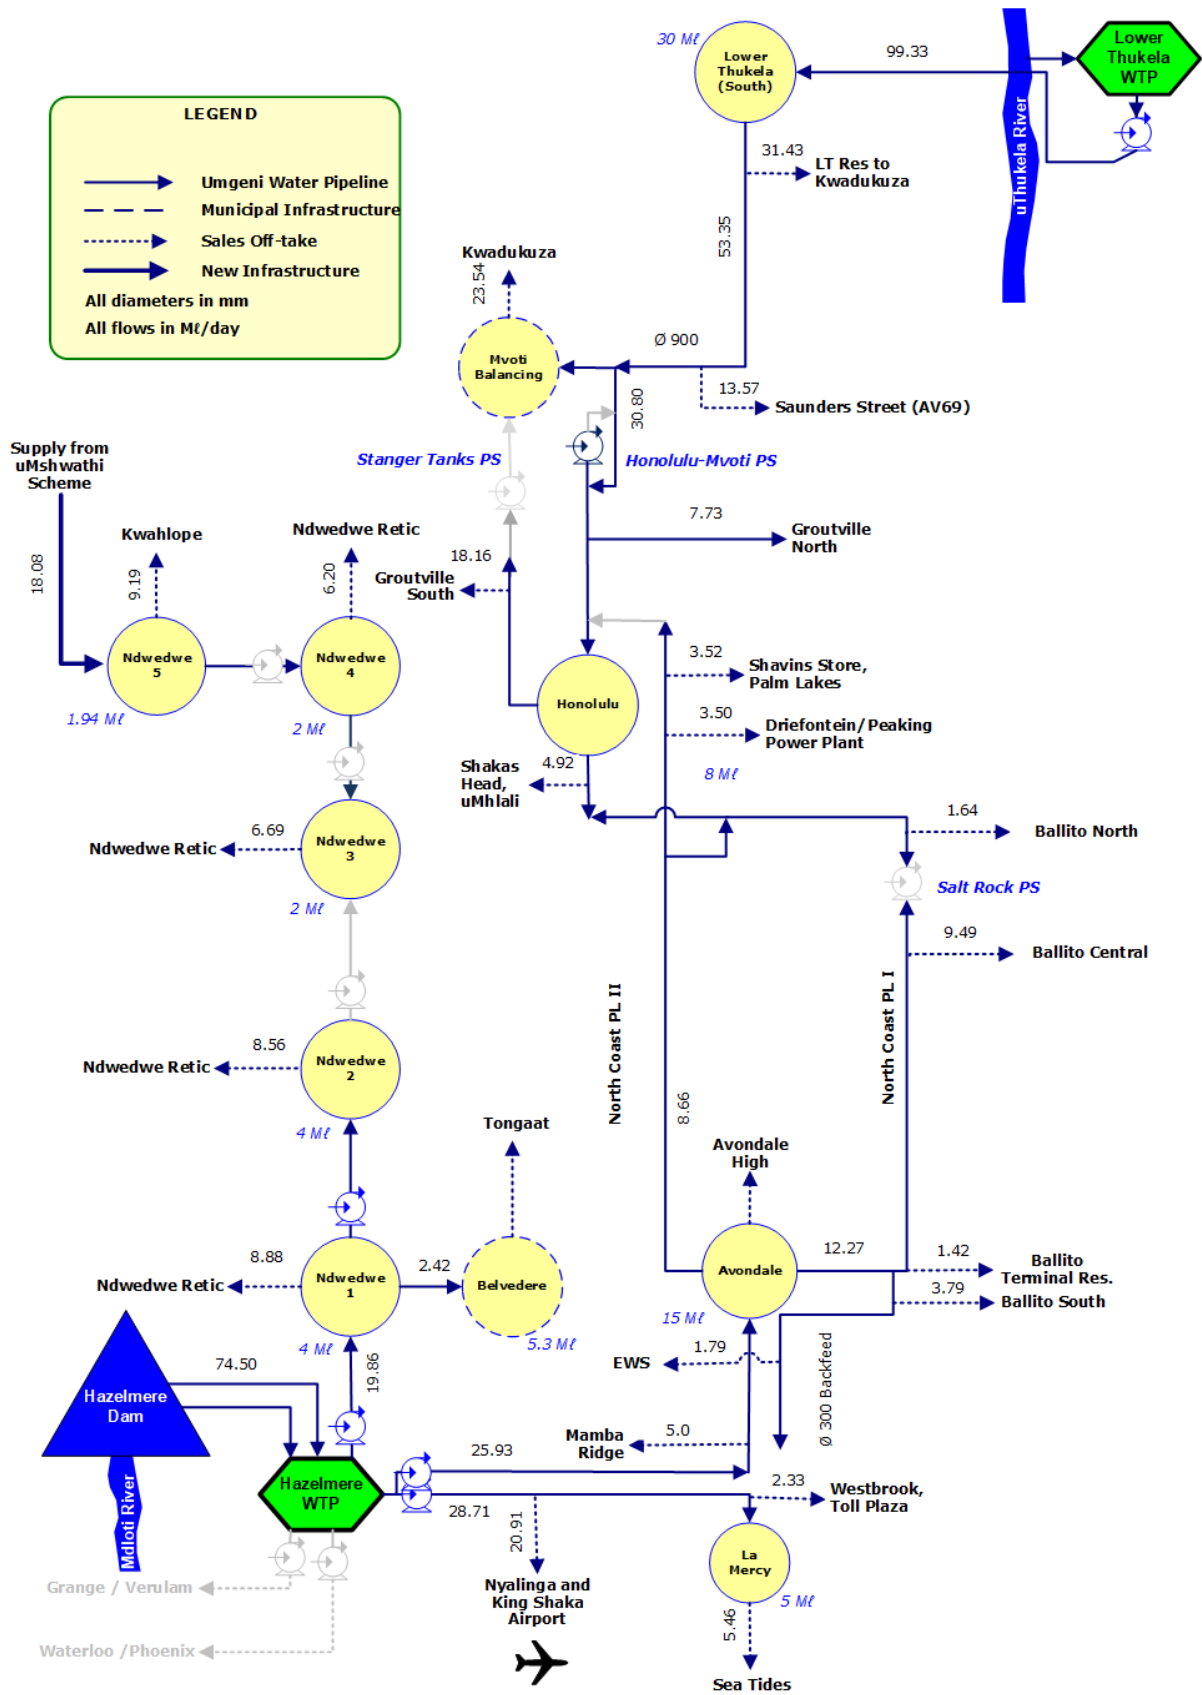 30 Mℓ
Lower
Thukela
(South)
99.33
Lower
Thukela
WTP
uThukela River
LEGEND
Umgeni Water Pipeline
Municipal Infrastructure
Sales Off-take
New Infrastructure
All diameters in mm
All flows in Mℓ/day
31.43
LT Res to
Kwadukuza
53.35
Kwadukuza
23.54
Mvoti
Balancing
Ø 900
13.57
Saunders Street (AV69)
30.80
Stanger Tanks PS
Honolulu-Mvoti PS
Supply from
uMshwathi
Scheme
18.08
Kwahlope
9.19
Ndwedwe Retic
6.20
18.16
Groutville
South
7.73
Groutville
North
Ndwedwe
5
1.94 Mℓ
Ndwedwe
4
2 Mℓ
Honolulu
3.52
Shavins Store,
Palm Lakes
3.50
Driefontein/Peaking
Power Plant
8 Mℓ
4.92
Shakas
Head,
uMhlali
6.69
Ndwedwe Retic
Ndwedwe
3
2 Mℓ
1.64
Ballito North
Salt Rock PS
9.49
Ballito Central
North Coast PL II
North Coast PL I
8.56
Ndwedwe Retic
Ndwedwe
2
4 Mℓ
8.66
Tongaat
Avondale
High
8.88
Ndwedwe Retic
Ndwedwe
1
4 Mℓ
2.42
Belvedere
5.3 Mℓ
Avondale
15 Mℓ
12.27
1.42
Ballito
Terminal Res.
3.79
Ballito South
1.79
EWS
Ø 300 Backfeed
74.50
19.86
Hazelmere
Dam
Mdloti River
Hazelmere
WTP
5.0
Mamba
Ridge
25.93
28.71
20.91
2.33
Westbrook,
Toll Plaza
La
Mercy
5 Mℓ
Nyalinga and
King Shaka
Airport
5.46
Sea Tides
Grange / Verulam
Waterloo /Phoenix